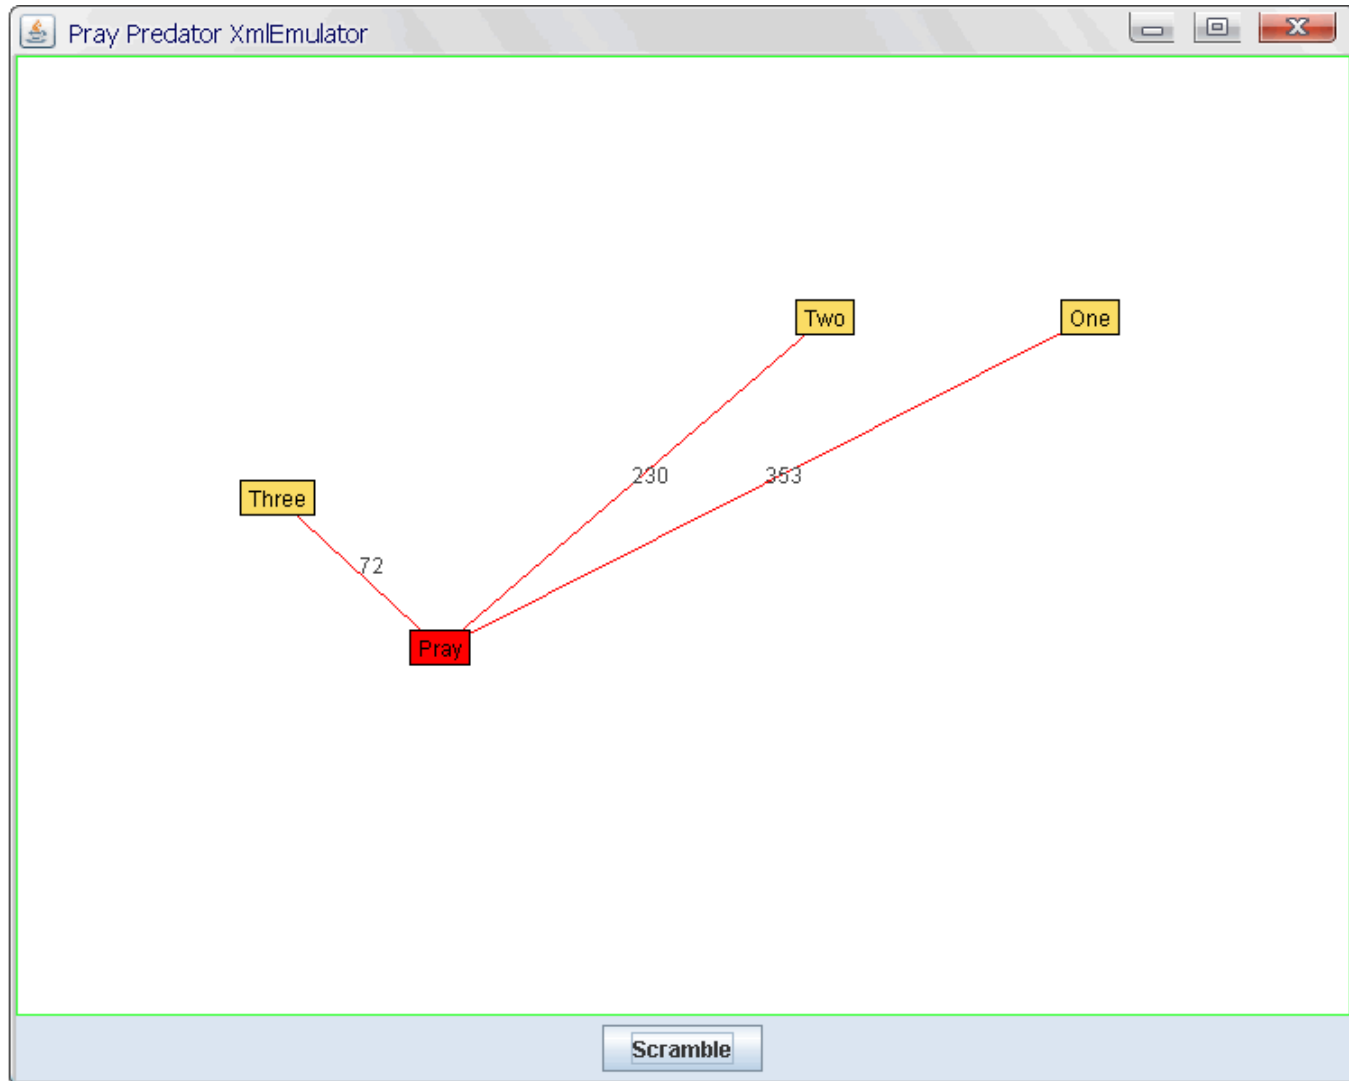 Pray Predator XmlEmulator
Two
One
230
353
Three
72
Pray
Scramble